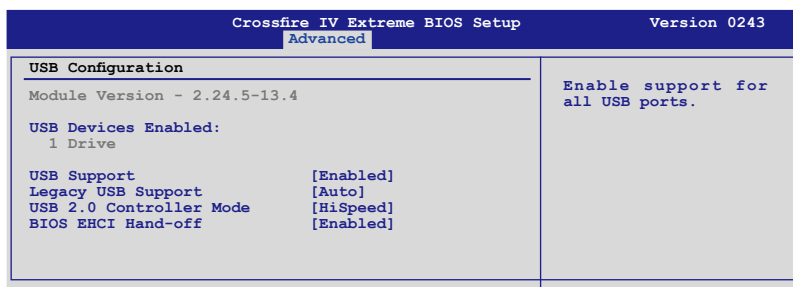 Crossfire IV Extreme BIOS Setup Version 0243
Advanced
USB Configuration
Module Version - 2.24.5-13.4
USB Devices Enabled:
1 Drive
USB Support [Enabled]
Legacy USB Support [Auto]
USB 2.0 Controller Mode [HiSpeed]
BIOS EHCI Hand-off [Enabled]
Enable support for
all USB ports.